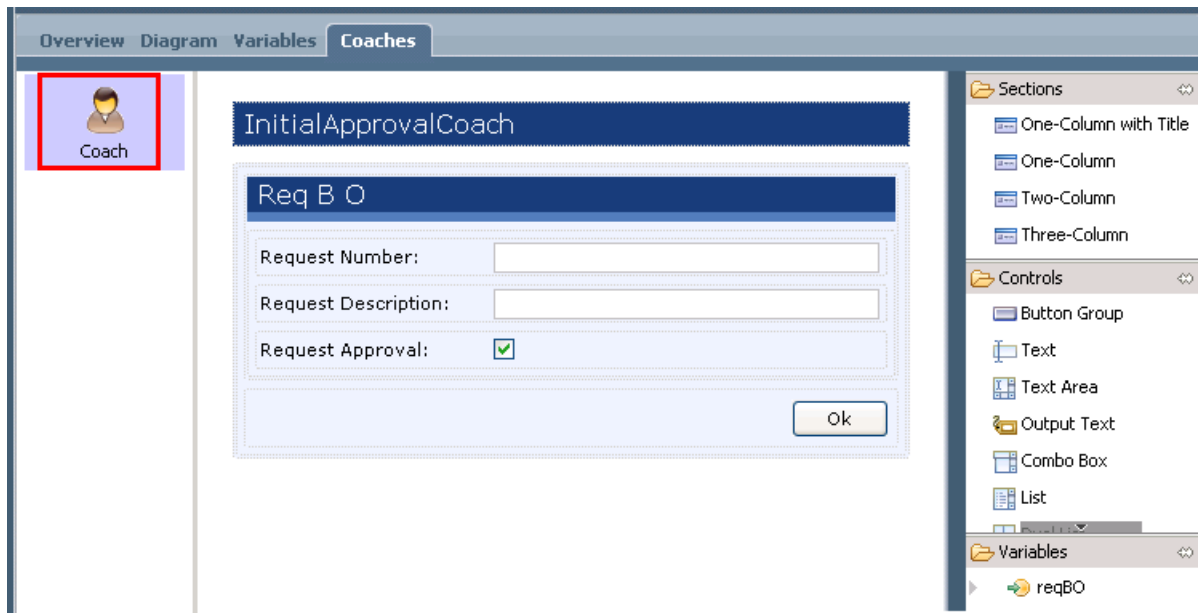 Overview Diagram Variables Coaches
Coach
InitialApprovalCoach
Req B O
Request Number:
Request Description:
Request Approval:
Ok
Sections
One-Column with Title
One-Column
Two-Column
Three-Column
Controls
Button Group
Text
Text Area
Output Text
Combo Box
List
Variables
reqBO